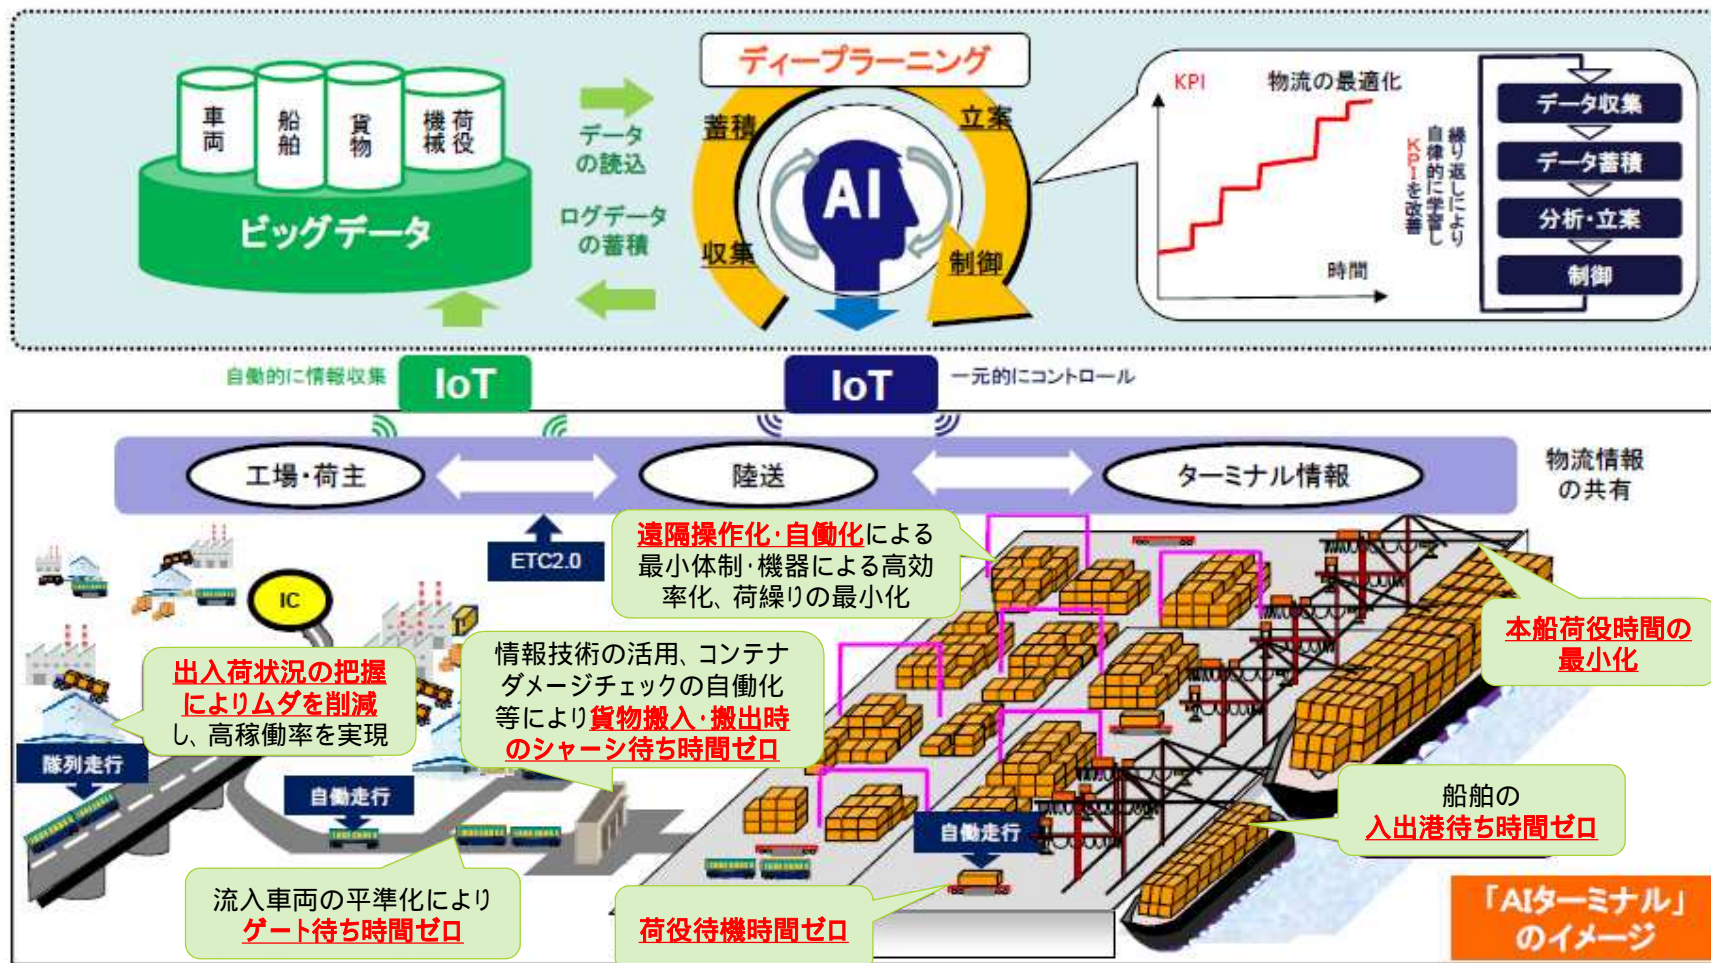 ディープラーニング
車両
船舶
貨物
荷役
機械
ビッグデータ
データ
の読込
ログデータ
の蓄積
蓄積
立案
収集
制御
AI
KPI
物流の最適化
時間
繰り返しにより
自律的に学習し
KPIを改善
データ収集
データ蓄積
分析・立案
制御
自働的に情報収集
IoT
IoT
一元的にコントロール
工場・荷主
陸送
ターミナル情報
物流情報
の共有
ETC2.0
IC
遠隔操作化・自働化による
最小体制・機器による高効
率化、荷繰りの最小化
本船荷役時間の
最小化
出入荷状況の把握
によりムダを削減
し、高稼働率を実現
情報技術の活用、コンテナ
ダメージチェックの自働化
等により貨物搬入・搬出時
のシャーシ待ち時間ゼロ
隊列走行
自働走行
自働走行
船舶の
入出港待ち時間ゼロ
流入車両の平準化により
ゲート待ち時間ゼロ
荷役待機時間ゼロ
「AIターミナル」
のイメージ